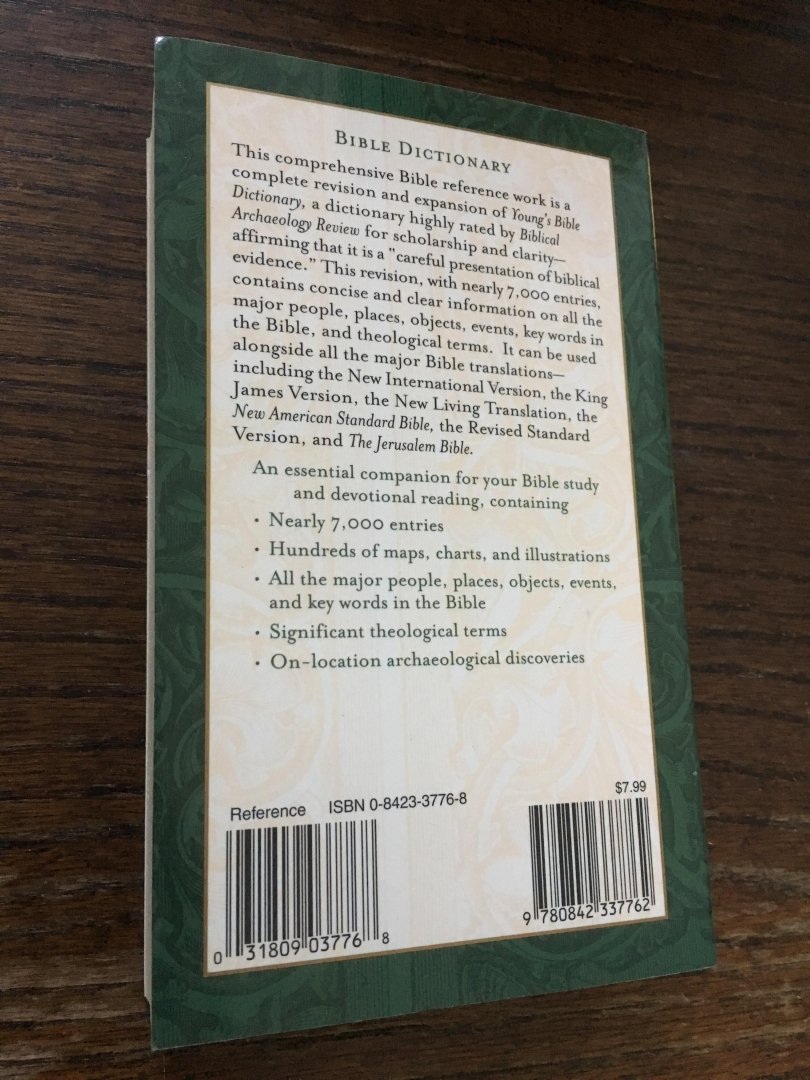 BIBLE DICTIONARY
This comprehensive Bible reference work is a
complete revision and expansion of Young's Bible
Dictionary, a dictionary highly rated by Biblical
Archaeology Review for scholarship and clarity—
affirming that it is a "careful presentation of biblical
evidence." This revision, with nearly 7,000 entries,
contains concise and clear information on all the
major people, places, objects, events, key words in
the Bible, and theological terms. It can be used
alongside all the major Bible translations—
including the New International Version, the King
James Version, the New Living Translation, the
New American Standard Bible, the Revised Standard
Version, and The Jerusalem Bible.
An essential companion for your Bible study
and devotional reading, containing
• Nearly 7,000 entries
• Hundreds of maps, charts, and illustrations
• All the major people, places, objects, events,
and key words in the Bible
• Significant theological terms
• On-location archaeological discoveries
Reference ISBN 0-8423-3776-8
$7.99
0 31809 03776 8
9 780842 337762